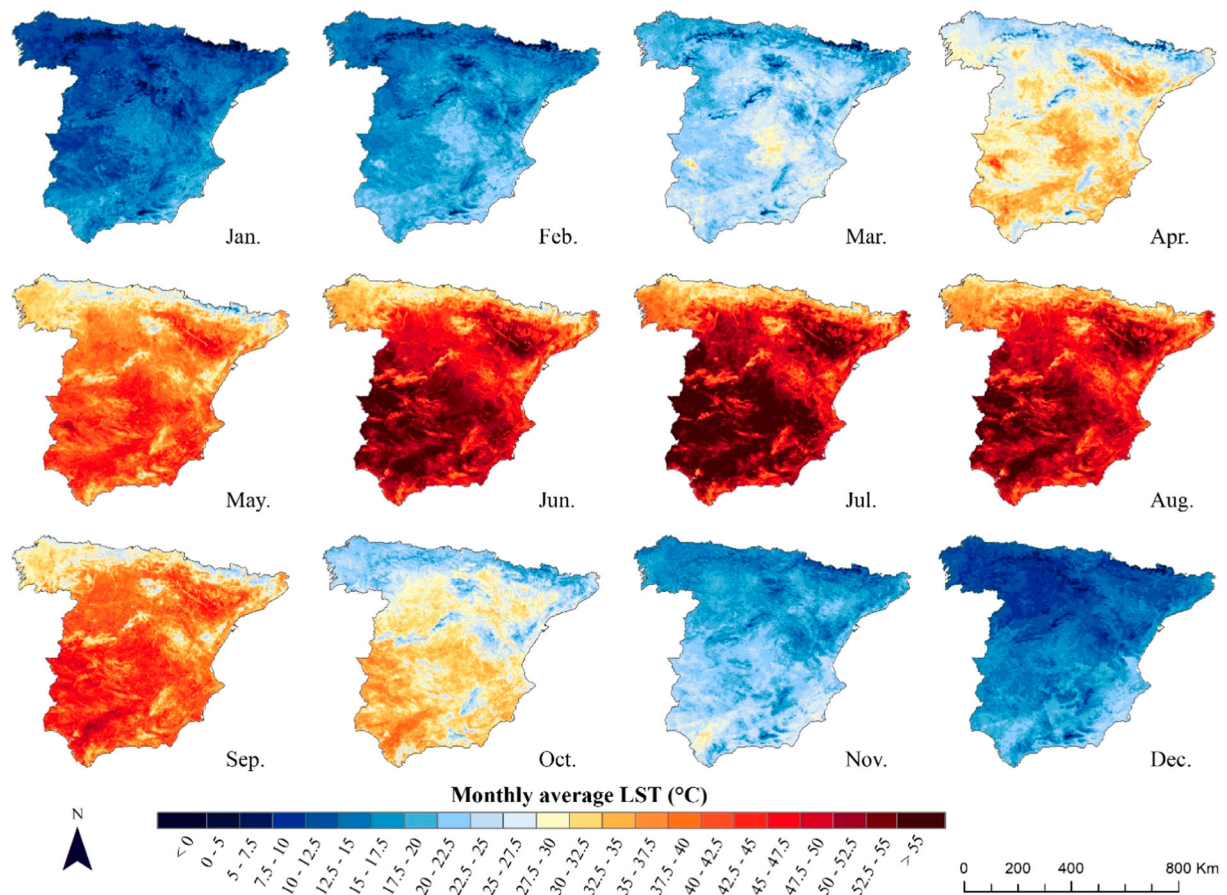 Jan.
Feb.
Mar.
Apr.
May.
Jun.
Jul.
Aug.
Sep.
Oct.
Nov.
Dec.
Monthly average LST (°C)
N
< 0
0 - 5
5 - 7.5
7.5 - 10
10 - 12.5
12.5 - 15
15 - 17.5
17.5 - 20
20 - 22.5
22.5 - 25
25 - 27.5
27.5 - 30
30 - 32.5
32.5 - 35
35 - 37.5
37.5 - 40
40 - 42.5
42.5 - 45
45 - 47.5
47.5 - 50
50 - 52.5
52.5 - 55
> 55
0 200 400 800 Km